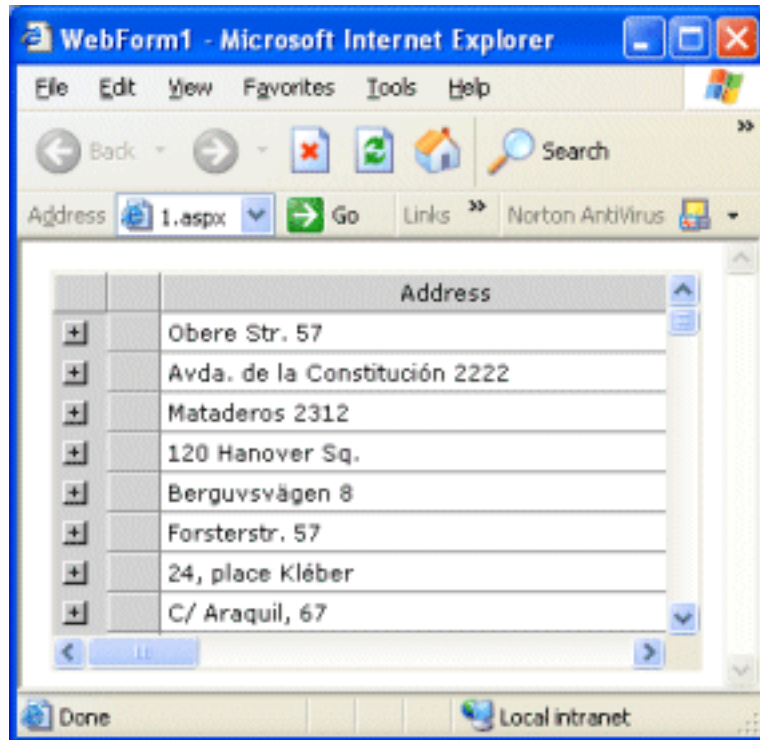 WebForm1 - Microsoft Internet Explorer
File Edit View Favorites Tools Help
Back Search
Address 1.aspx Go Links Norton AntiVirus
Address
Obere Str. 57
Avda. de la Constitución 2222
Mataderos 2312
120 Hanover Sq.
Berguvsvägen 8
Forsterstr. 57
24, place Kléber
C/ Araquil, 67
Done Local intranet